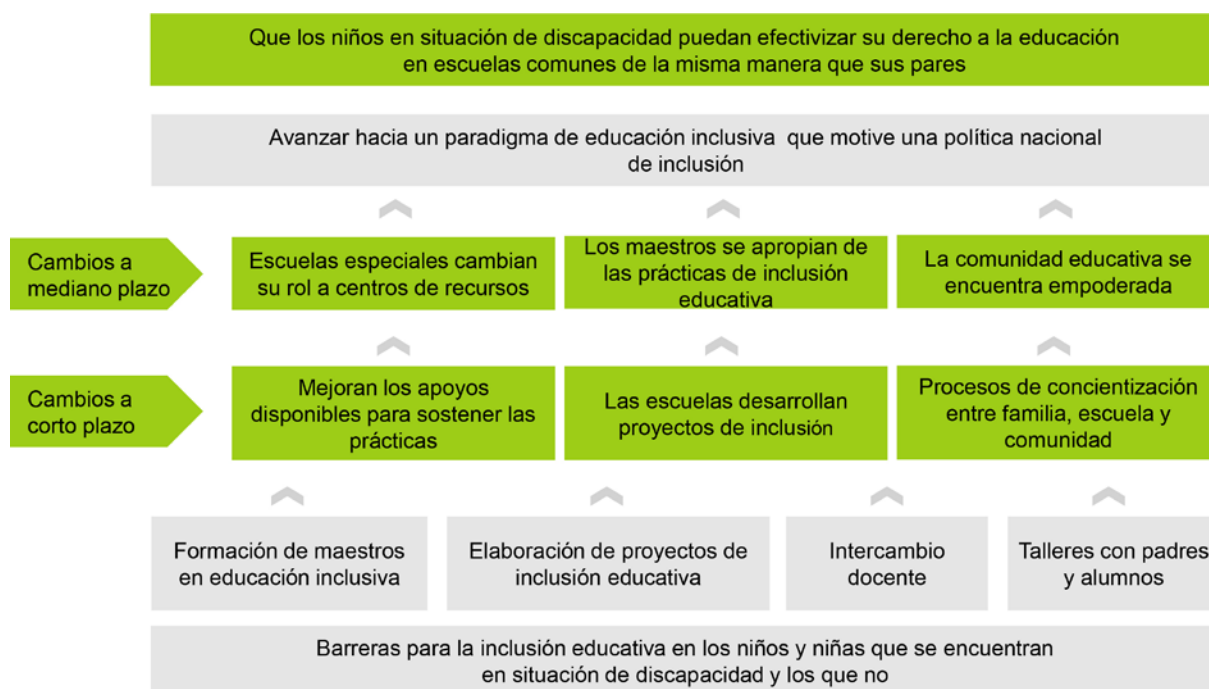 Que los niños en situación de discapacidad puedan efectivizar su derecho a la educación
en escuelas comunes de la misma manera que sus pares
Avanzar hacia un paradigma de educación inclusiva que motive una política nacional
de inclusión
Cambios a
mediano plazo
Escuelas especiales cambian
su rol a centros de recursos
Los maestros se apropian de
las prácticas de inclusión
educativa
La comunidad educativa se
encuentra empoderada
Cambios a
corto plazo
Mejoran los apoyos
disponibles para sostener las
prácticas
Las escuelas desarrollan
proyectos de inclusión
Procesos de concientización
entre familia, escuela y
comunidad
Formación de maestros
en educación inclusiva
Elaboración de proyectos de
inclusión educativa
Intercambio
docente
Talleres con padres
y alumnos
Barreras para la inclusión educativa en los niños y niñas que se encuentran
en situación de discapacidad y los que no